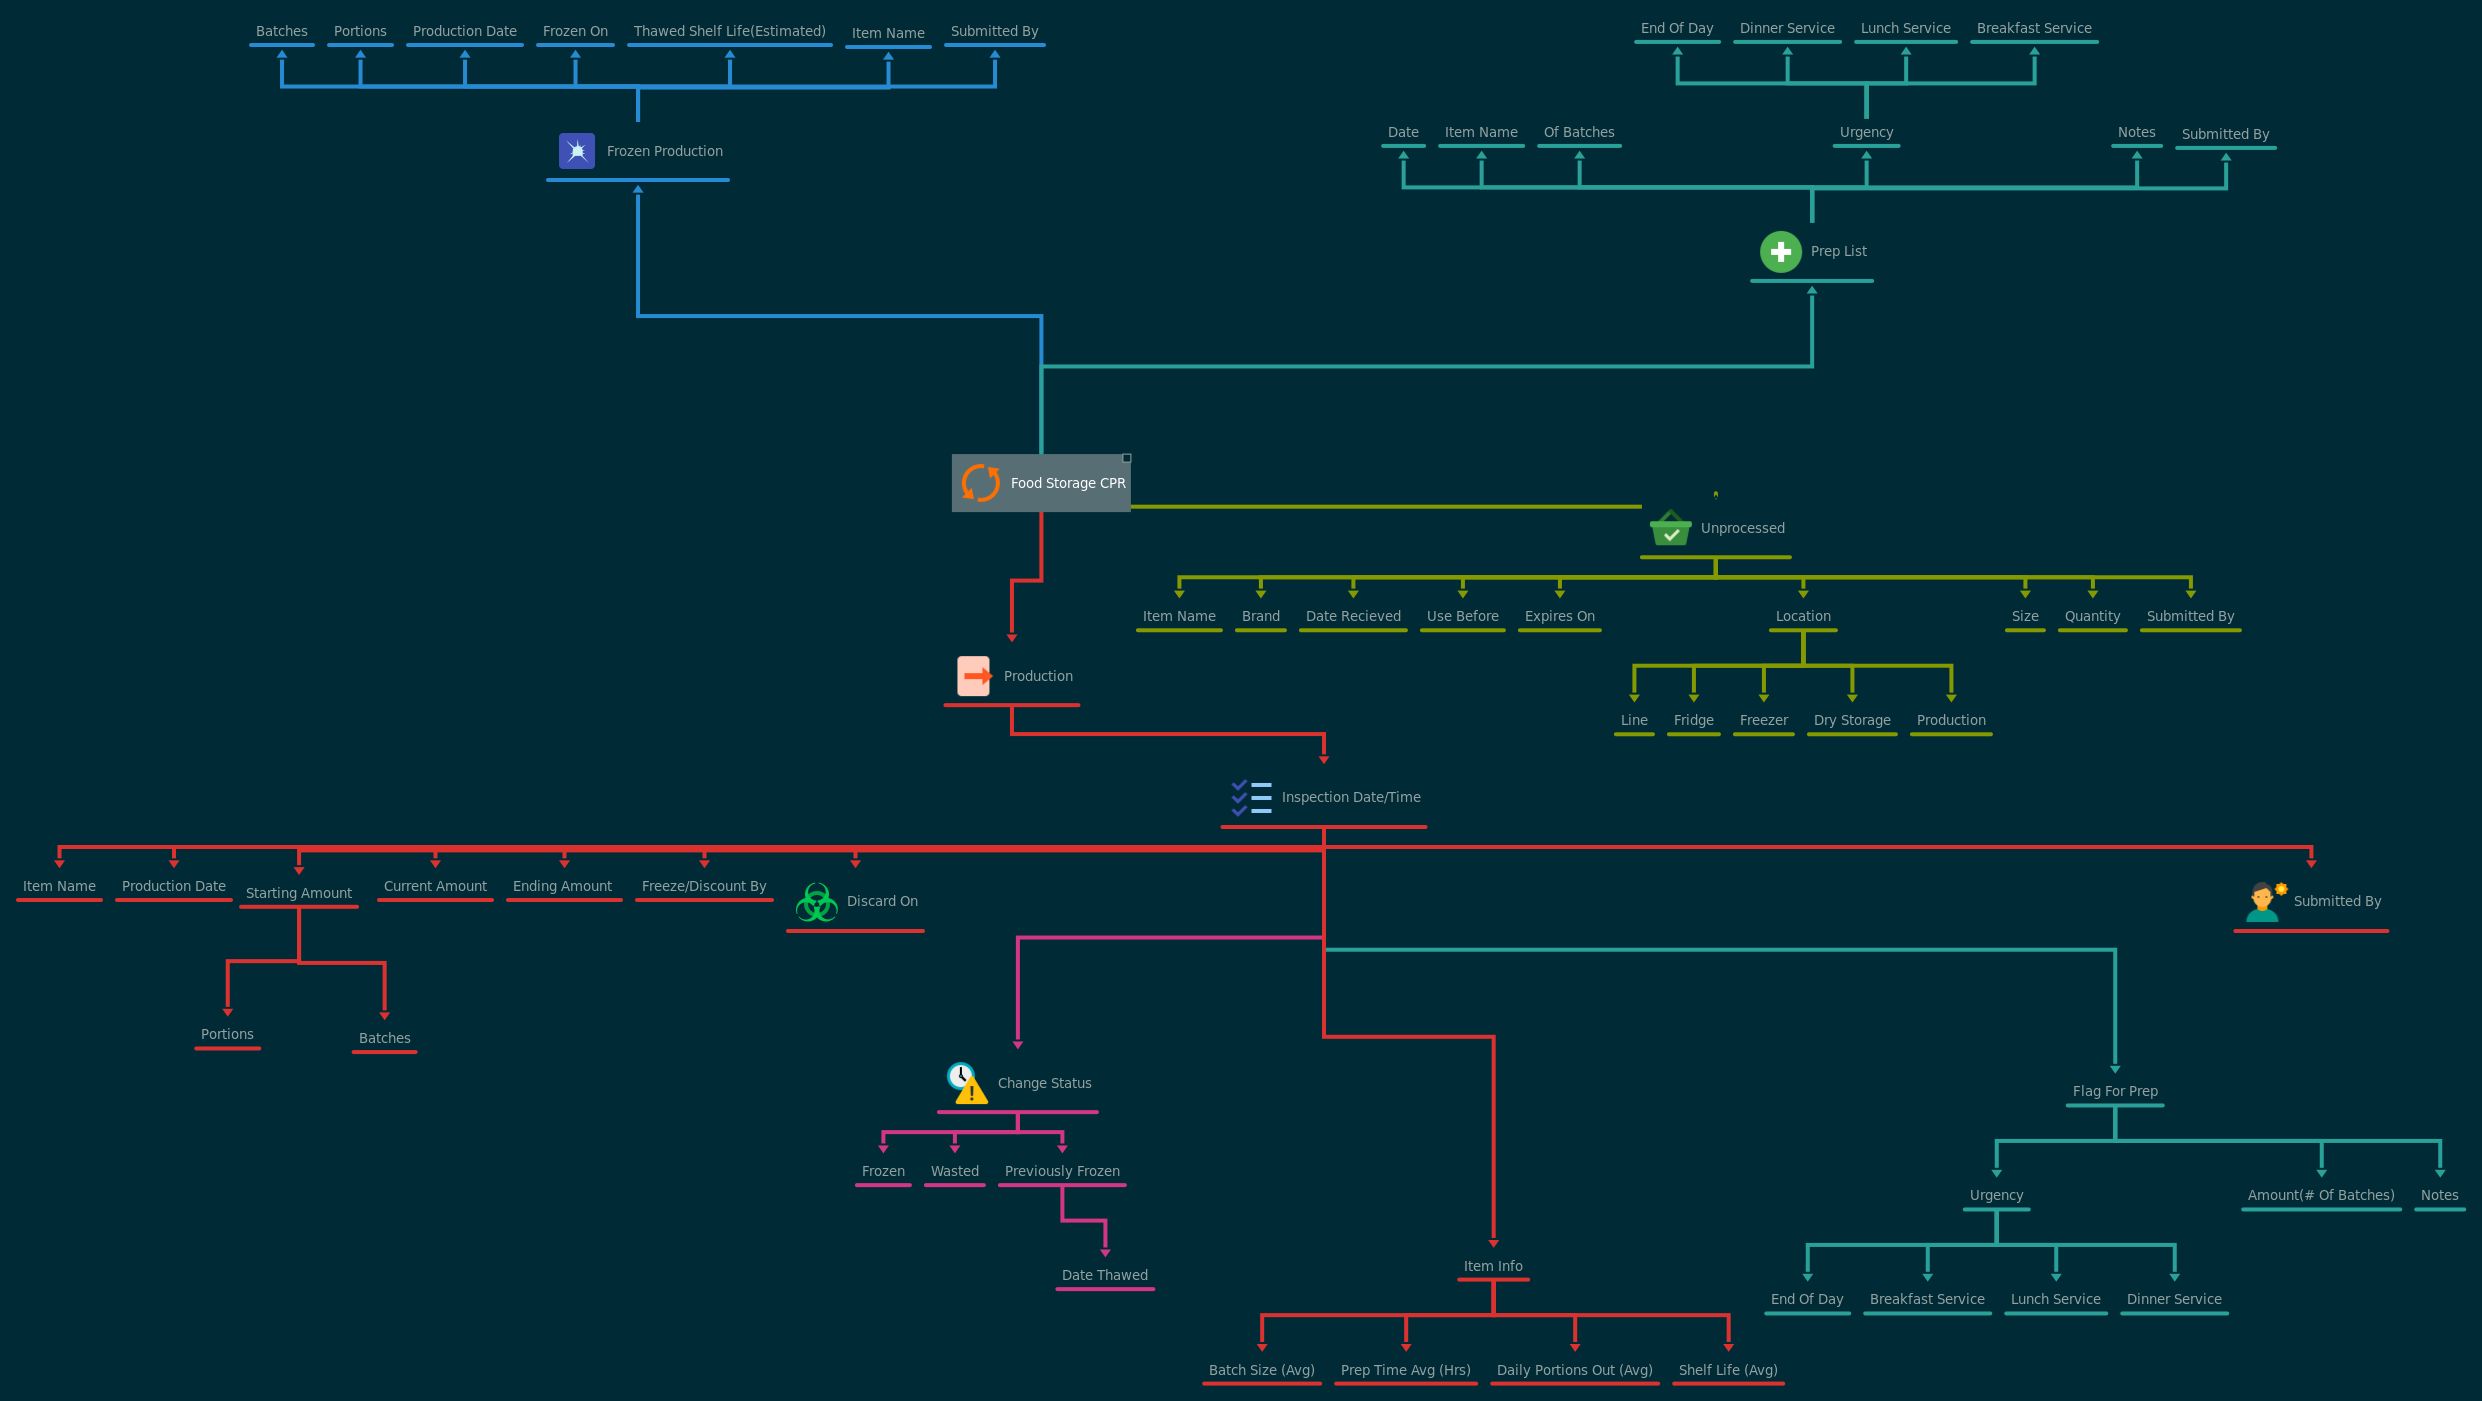 Batches
Portions
Production Date
Frozen On
Thawed Shelf Life(Estimated)
Item Name
Submitted By
Frozen Production
End Of Day
Dinner Service
Lunch Service
Breakfast Service
Date
Item Name
Of Batches
Urgency
Notes
Submitted By
Prep List
Food Storage CPR
Unprocessed
Item Name
Brand
Date Recieved
Use Before
Expires On
Location
Size
Quantity
Submitted By
Line
Fridge
Freezer
Dry Storage
Production
Production
Inspection Date/Time
Item Name
Production Date
Starting Amount
Current Amount
Ending Amount
Freeze/Discount By
Discard On
Submitted By
Portions
Batches
Change Status
Frozen
Wasted
Previously Frozen
Date Thawed
Flag For Prep
Urgency
Amount(# Of Batches)
Notes
End Of Day
Breakfast Service
Lunch Service
Dinner Service
Item Info
Batch Size (Avg)
Prep Time Avg (Hrs)
Daily Portions Out (Avg)
Shelf Life (Avg)